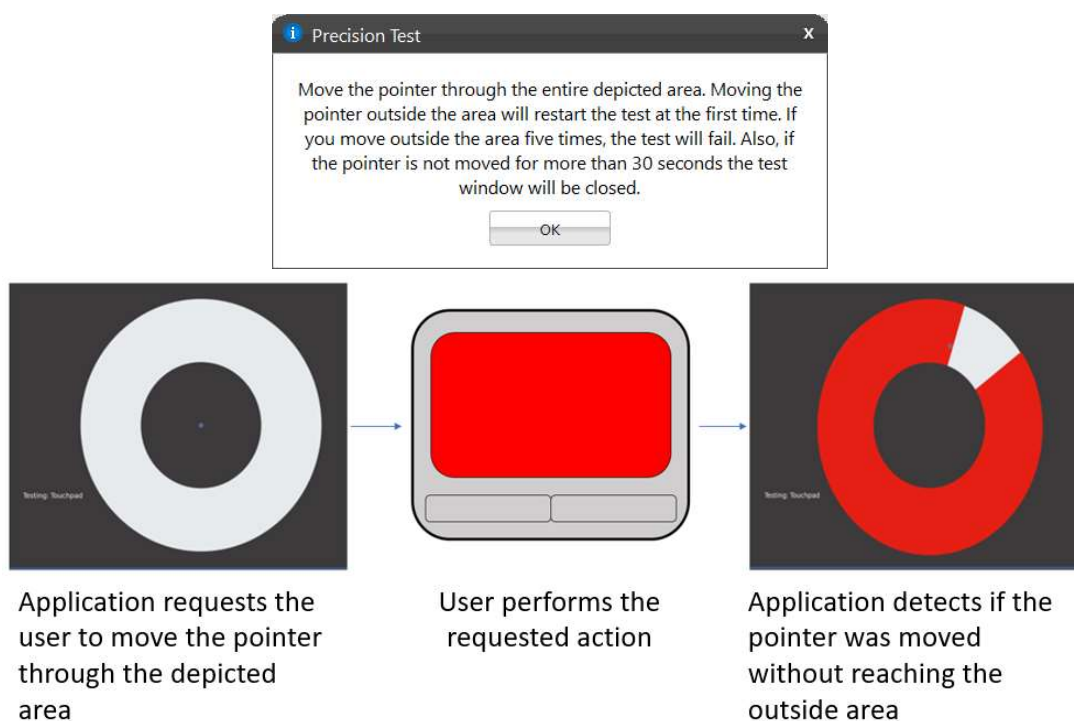 Precision Test X
Move the pointer through the entire depicted area. Moving the
pointer outside the area will restart the test at the first time. If
you move outside the area five times, the test will fail. Also, if
the pointer is not moved for more than 30 seconds the test
window will be closed.
OK
Testing: Touchpad
Testing: Touchpad
Application requests the
user to move the pointer
through the depicted
area
User performs the
requested action
Application detects if the
pointer was moved
without reaching the
outside area